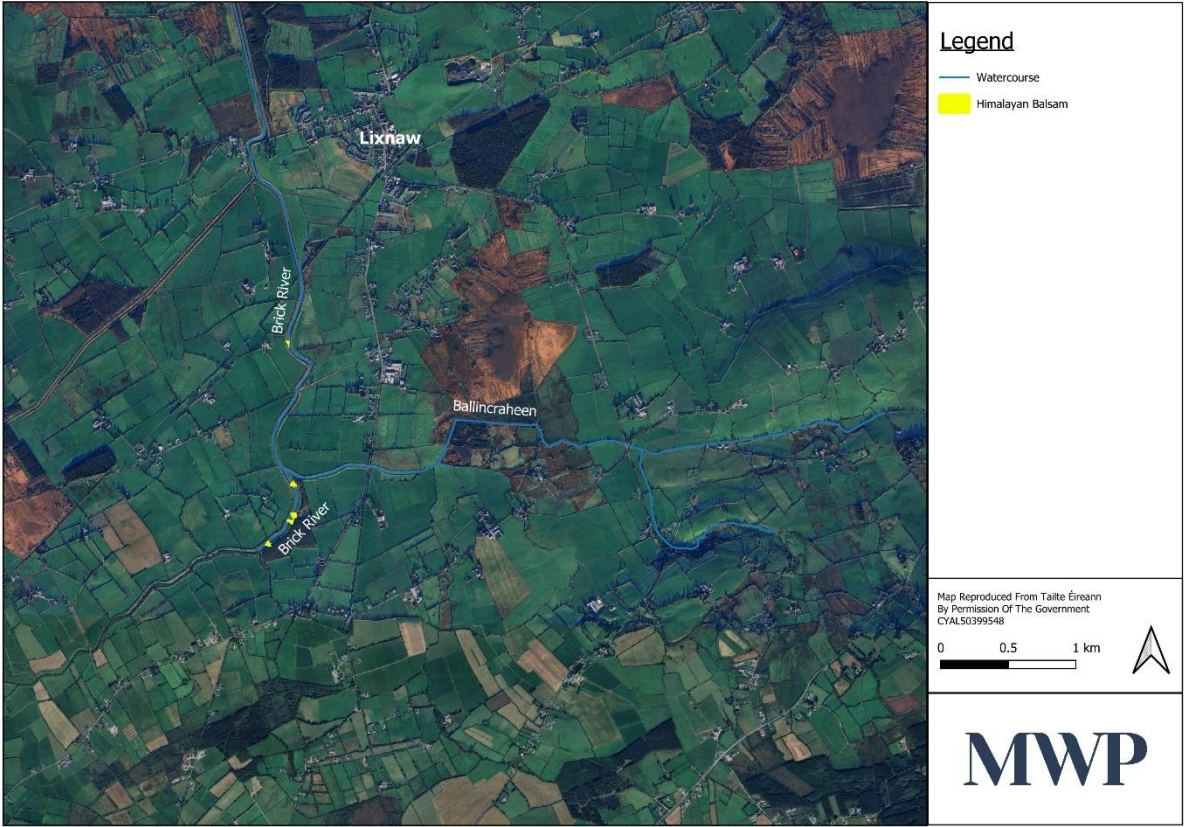 Lixnaw
Brick River
Ballincraheen
Brick River
Legend
Watercourse
Himalayan Balsam
Map Reproduced From Tailte Éireann
By Permission Of The Government
CYAL50399548
0 0.5 1 km
MWP